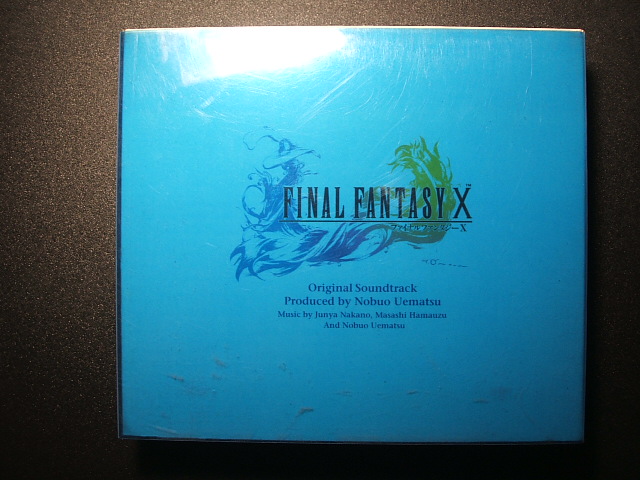 FINAL FANTASY X™
ファイナルファンタジーX
Original Soundtrack
Produced by Nobuo Uematsu
Music by Junya Nakano, Masashi Hamauzu
And Nobuo Uematsu